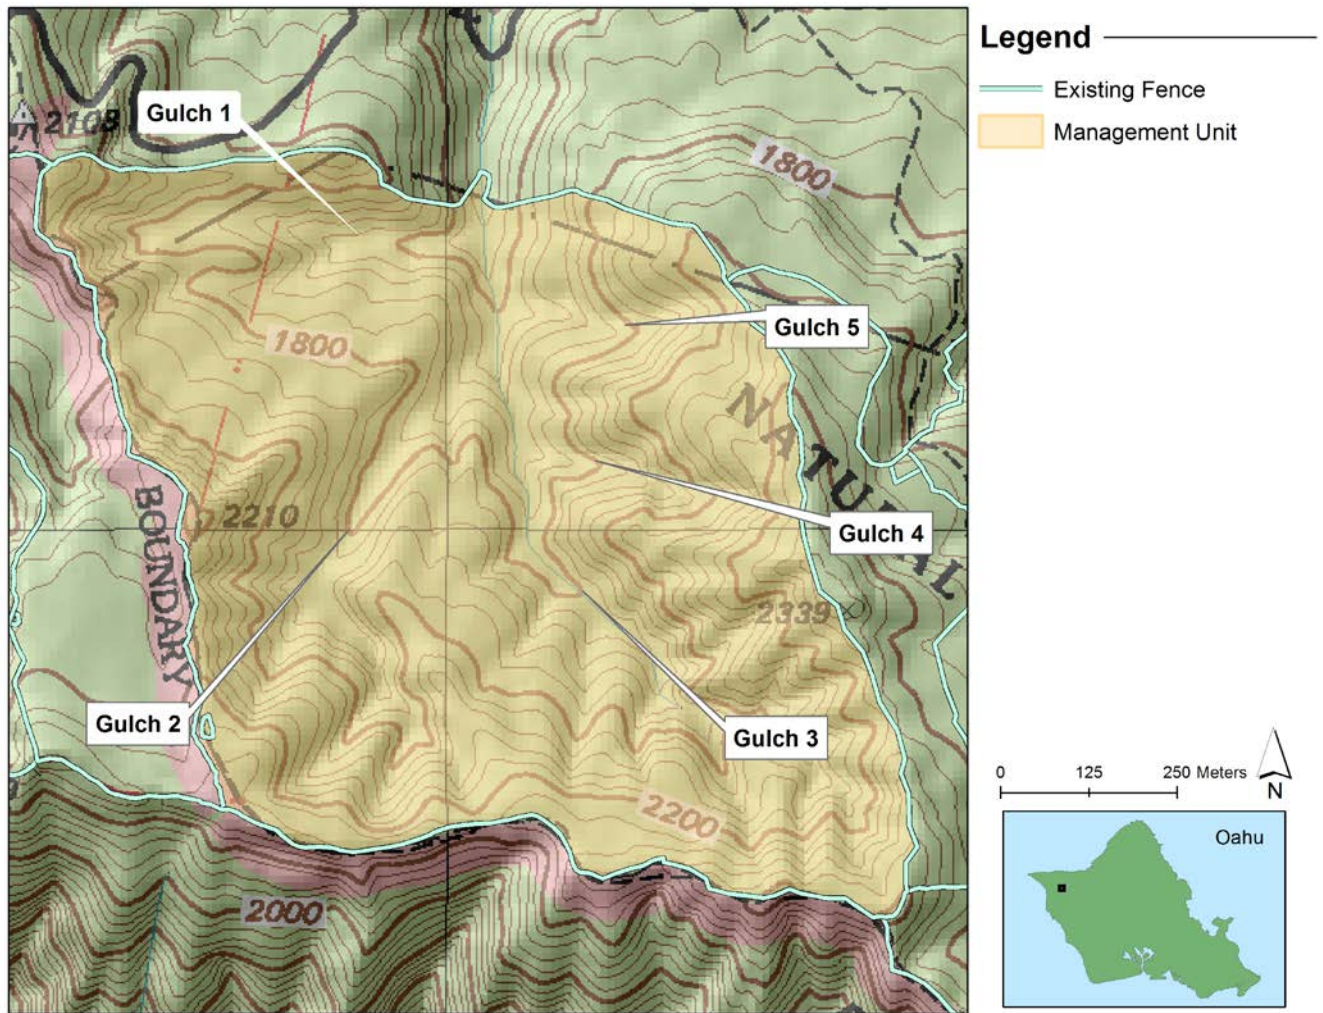 Legend
Existing Fence
Management Unit
2108
Gulch 1
1800
1800
Gulch 5
NATURAL
Gulch 4
2210
BOUNDARY
2339
Gulch 2
Gulch 3
2200
2000
0 125 250 Meters
N
Oahu